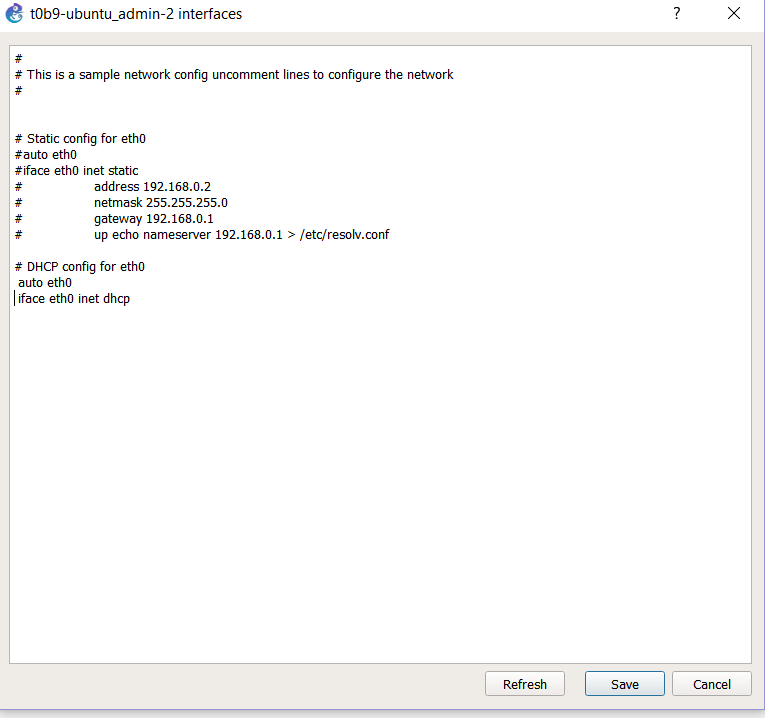 t0b9-ubuntu_admin-2 interfaces ?
#
# This is a sample network config uncomment lines to configure the network
#
# Static config for eth0
#auto eth0
#iface eth0 inet static
# address 192.168.0.2
# netmask 255.255.255.0
# gateway 192.168.0.1
# up echo nameserver 192.168.0.1 > /etc/resolv.conf
# DHCP config for eth0
auto eth0
iface eth0 inet dhcp
Refresh Save Cancel